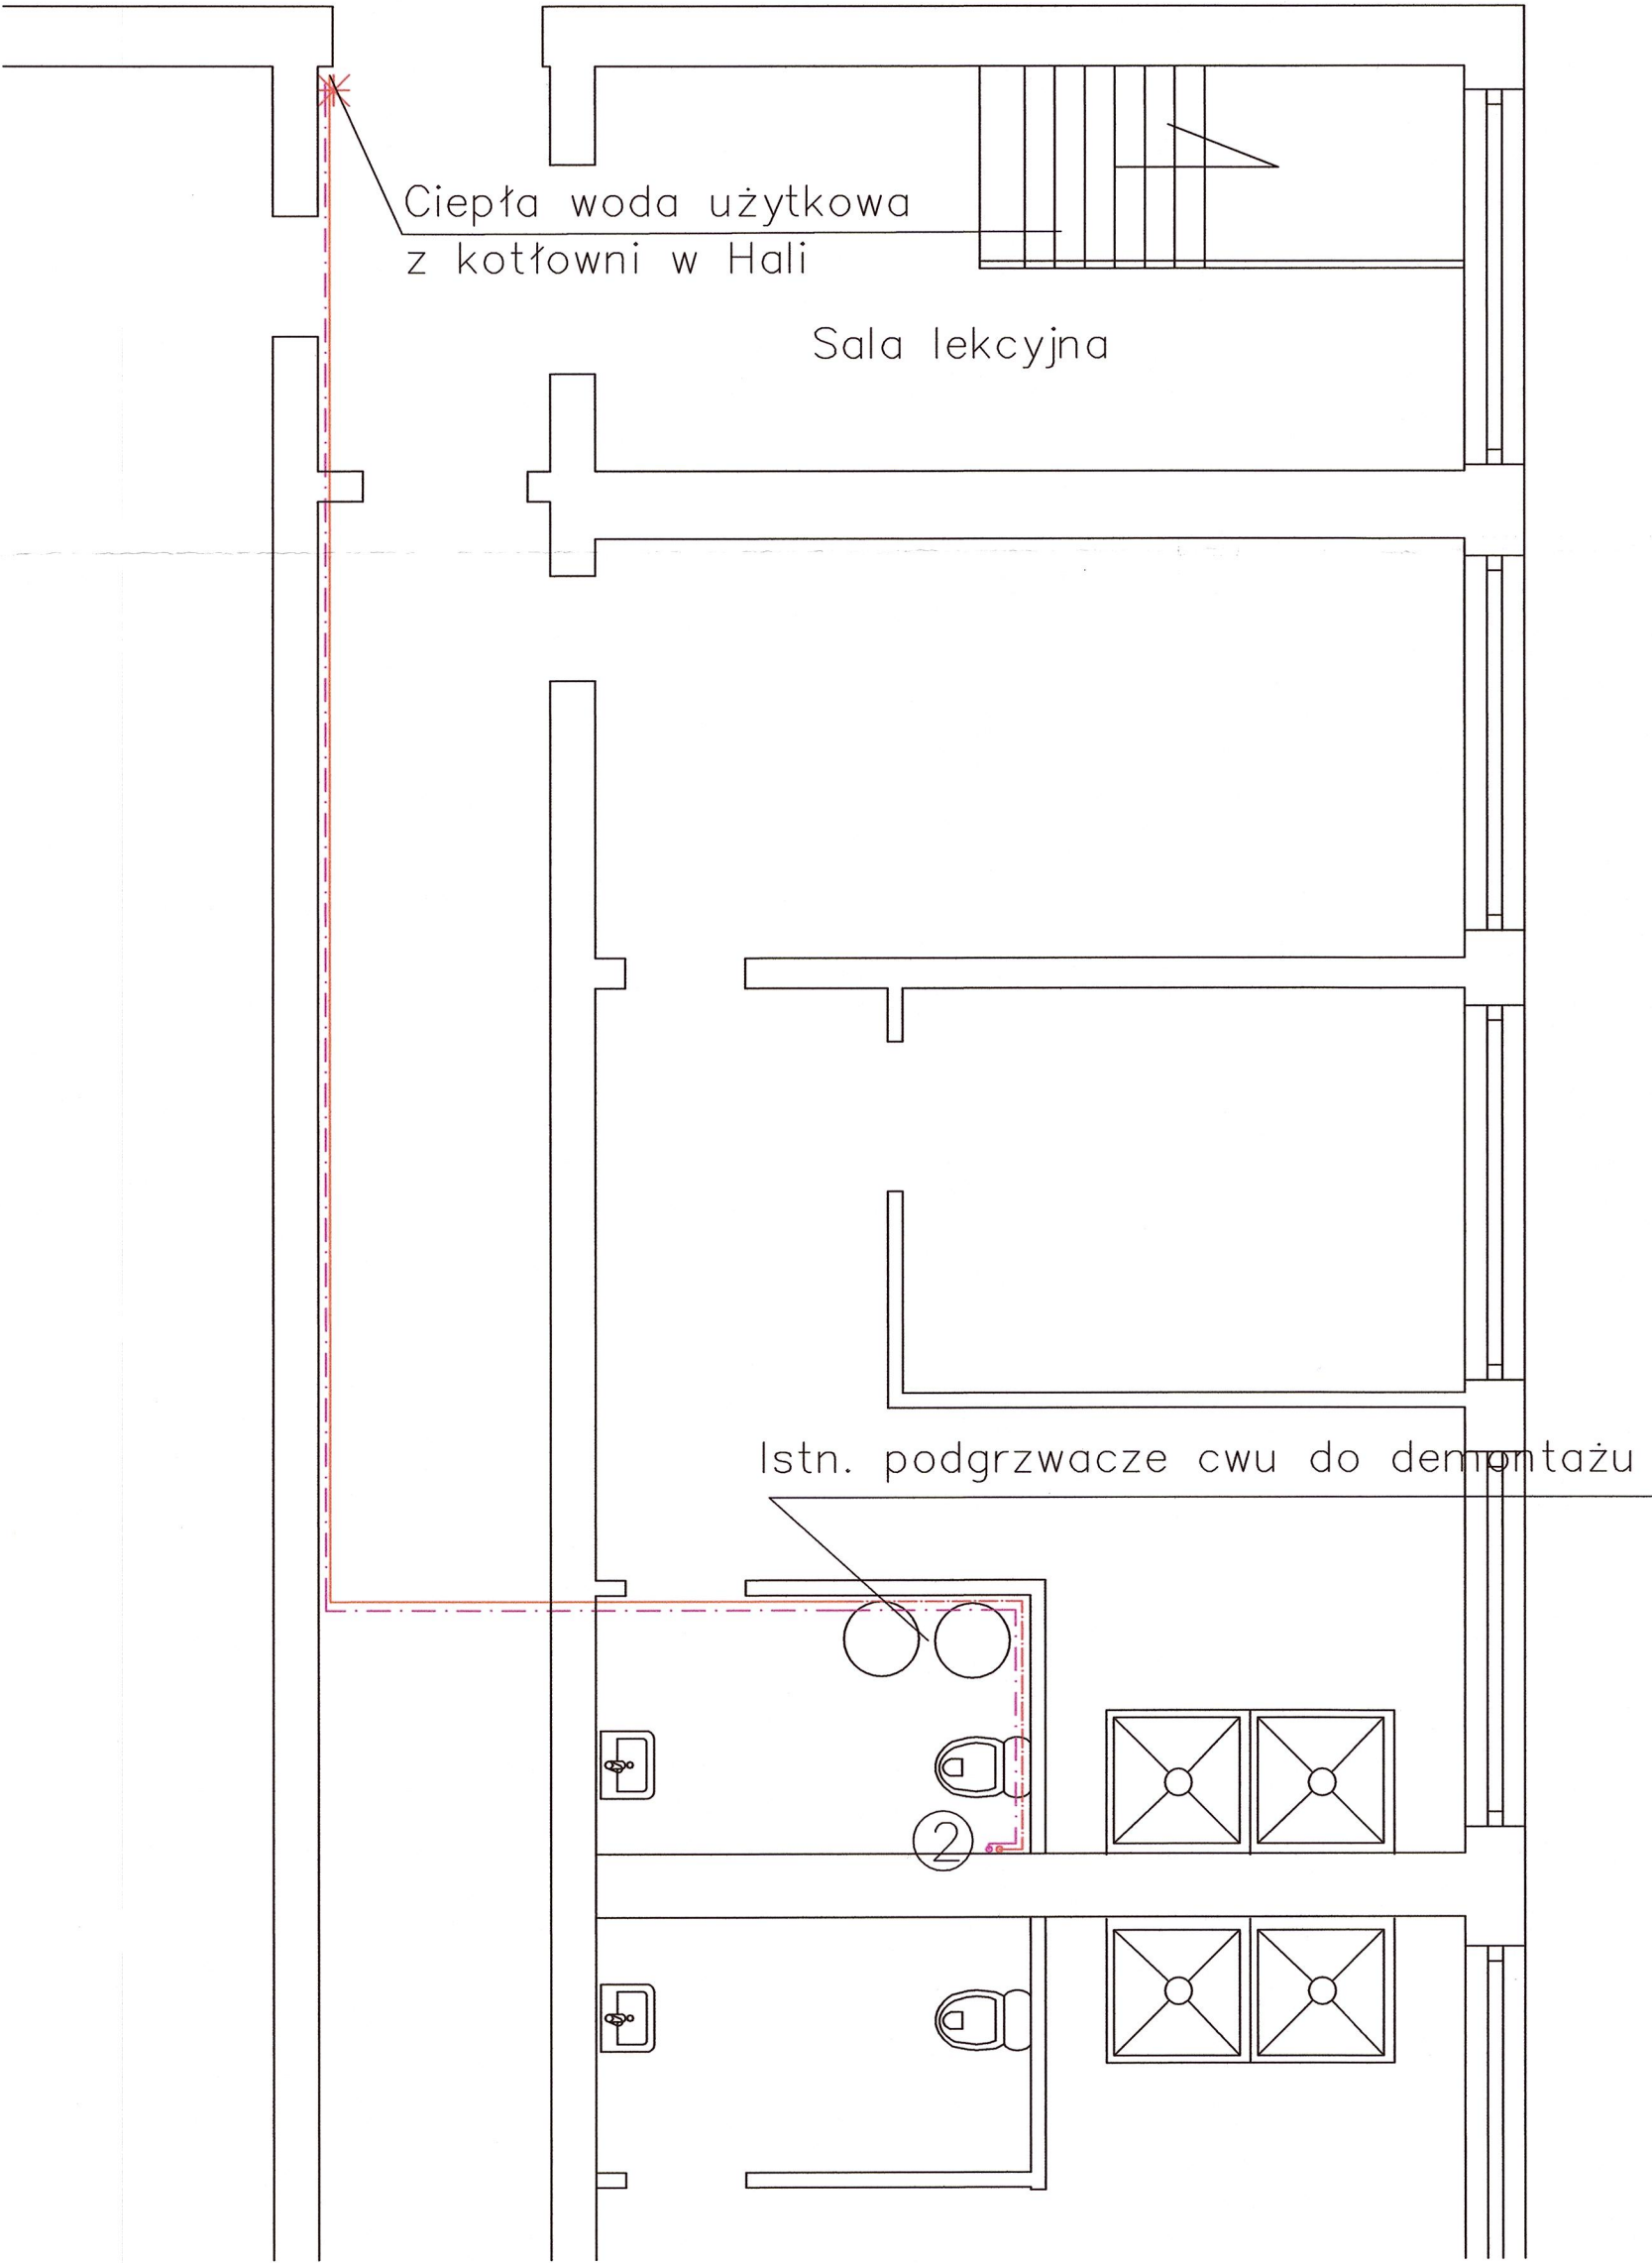 Ciepła woda użytkowa
z kotłowni w Hali
Sala lekcyjna
Istn. podgrzwacze cwu do demontażu
2